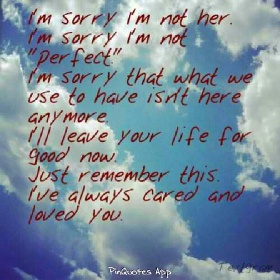 I'm sorry I'm not her.
I'm sorry I'm not
"perfect."
I'm sorry that what we
use to have isn't here
anymore.
I'll leave your life for
good now.
Just remember this.
I've always cared and
loved you.
PinQuotes App